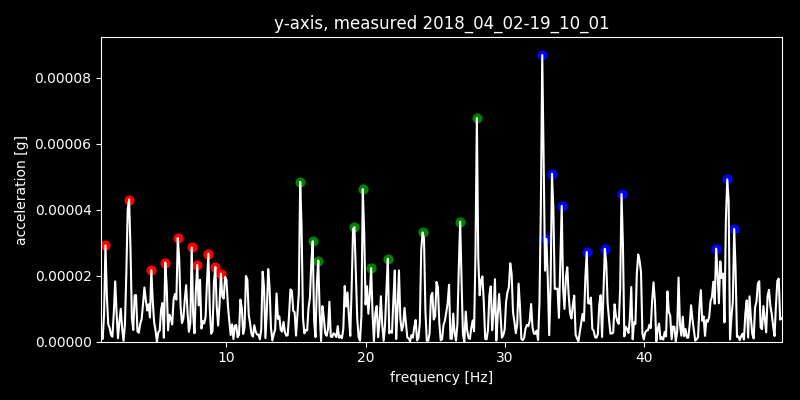 y-axis, measured 2018_04_02-19_10_01
0.00008
0.00006
0.00004
0.00002
0.00000
acceleration [g]
10 20 30 40
frequency [Hz]